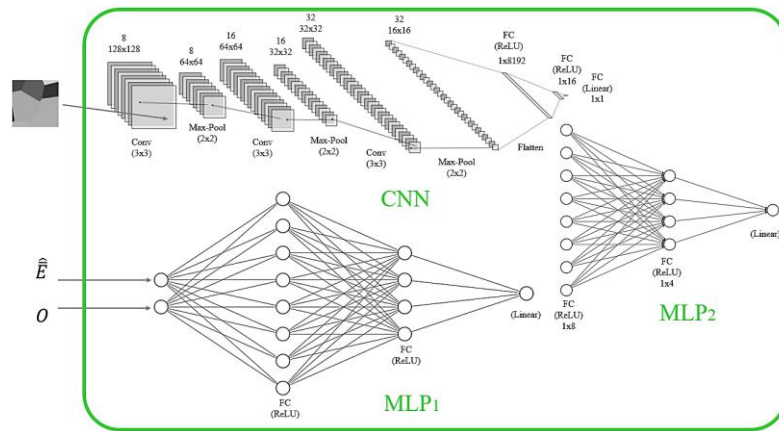 8
128x128
8
64x64
16
64x64
16
32x32
32
32x32
32
16x16
FC
(ReLU)
1x8192
FC
(ReLU)
1x16
FC
(Linear)
1x1
Conv
(3x3)
Max-Pool
(2x2)
Conv
(3x3)
Max-Pool
(2x2)
Conv
(3x3)
Max-Pool
(2x2)
Flatten
CNN
Ē̂
O
FC
(ReLU)
FC
(ReLU)
(Linear)
MLP₁
FC
(ReLU)
1x8
FC
(ReLU)
1x4
(Linear)
MLP₂